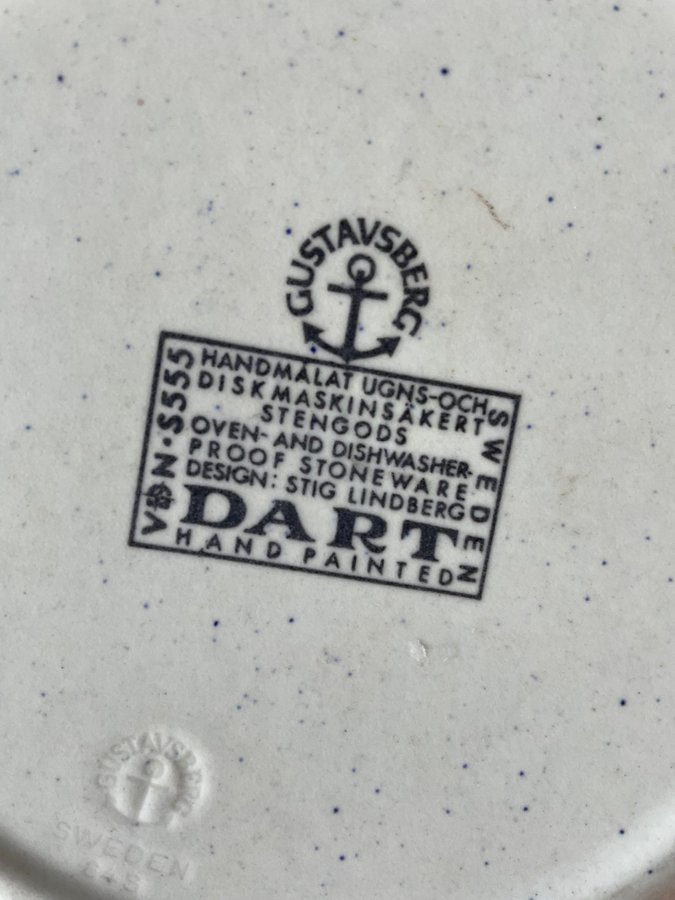 GUSTAVSBERG
HANDMÅLAT UGNS-OCH
DISKMASKINSÄKERT
STENGODS
OVEN- AND DISHWASHER-
PROOF STONEWARE
DESIGN: STIG LINDBERG
DART
HAND PAINTED
SWEDEN
VDN·S555
GUSTAVSBERG
SWEDEN